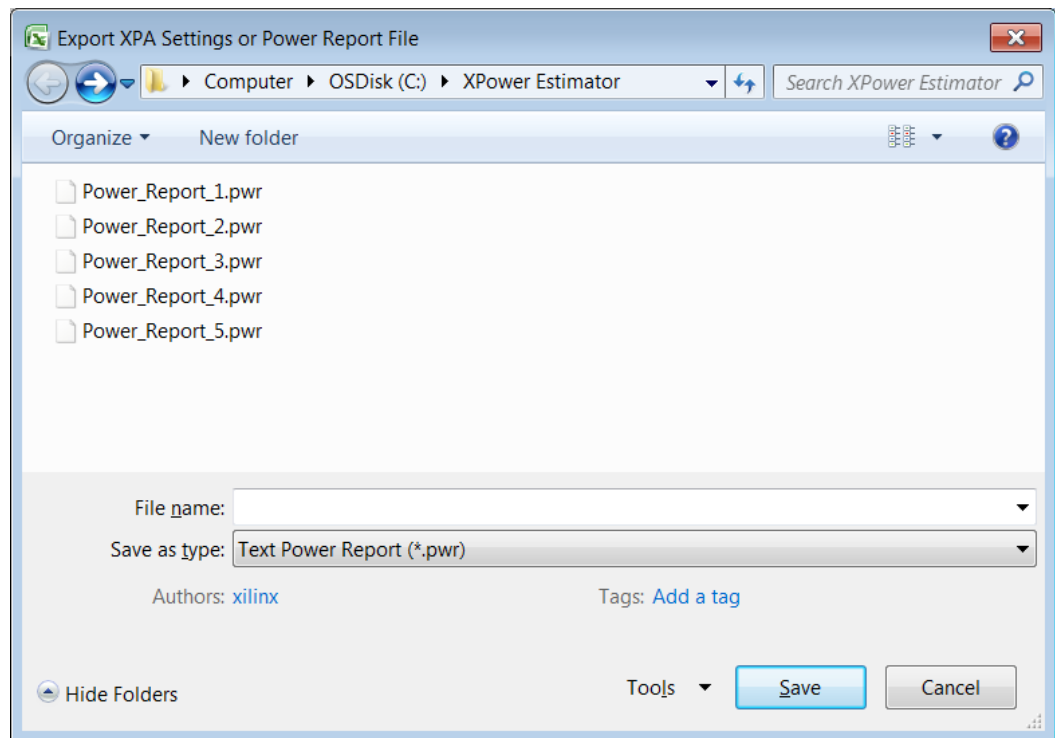 Export XPA Settings or Power Report File
Computer OSDisk (C:) XPower Estimator Search XPower Estimator
Organize New folder
Power_Report_1.pwr
Power_Report_2.pwr
Power_Report_3.pwr
Power_Report_4.pwr
Power_Report_5.pwr
File name:
Save as type: Text Power Report (*.pwr)
Authors: xilinx Tags: Add a tag
Hide Folders Tools Save Cancel